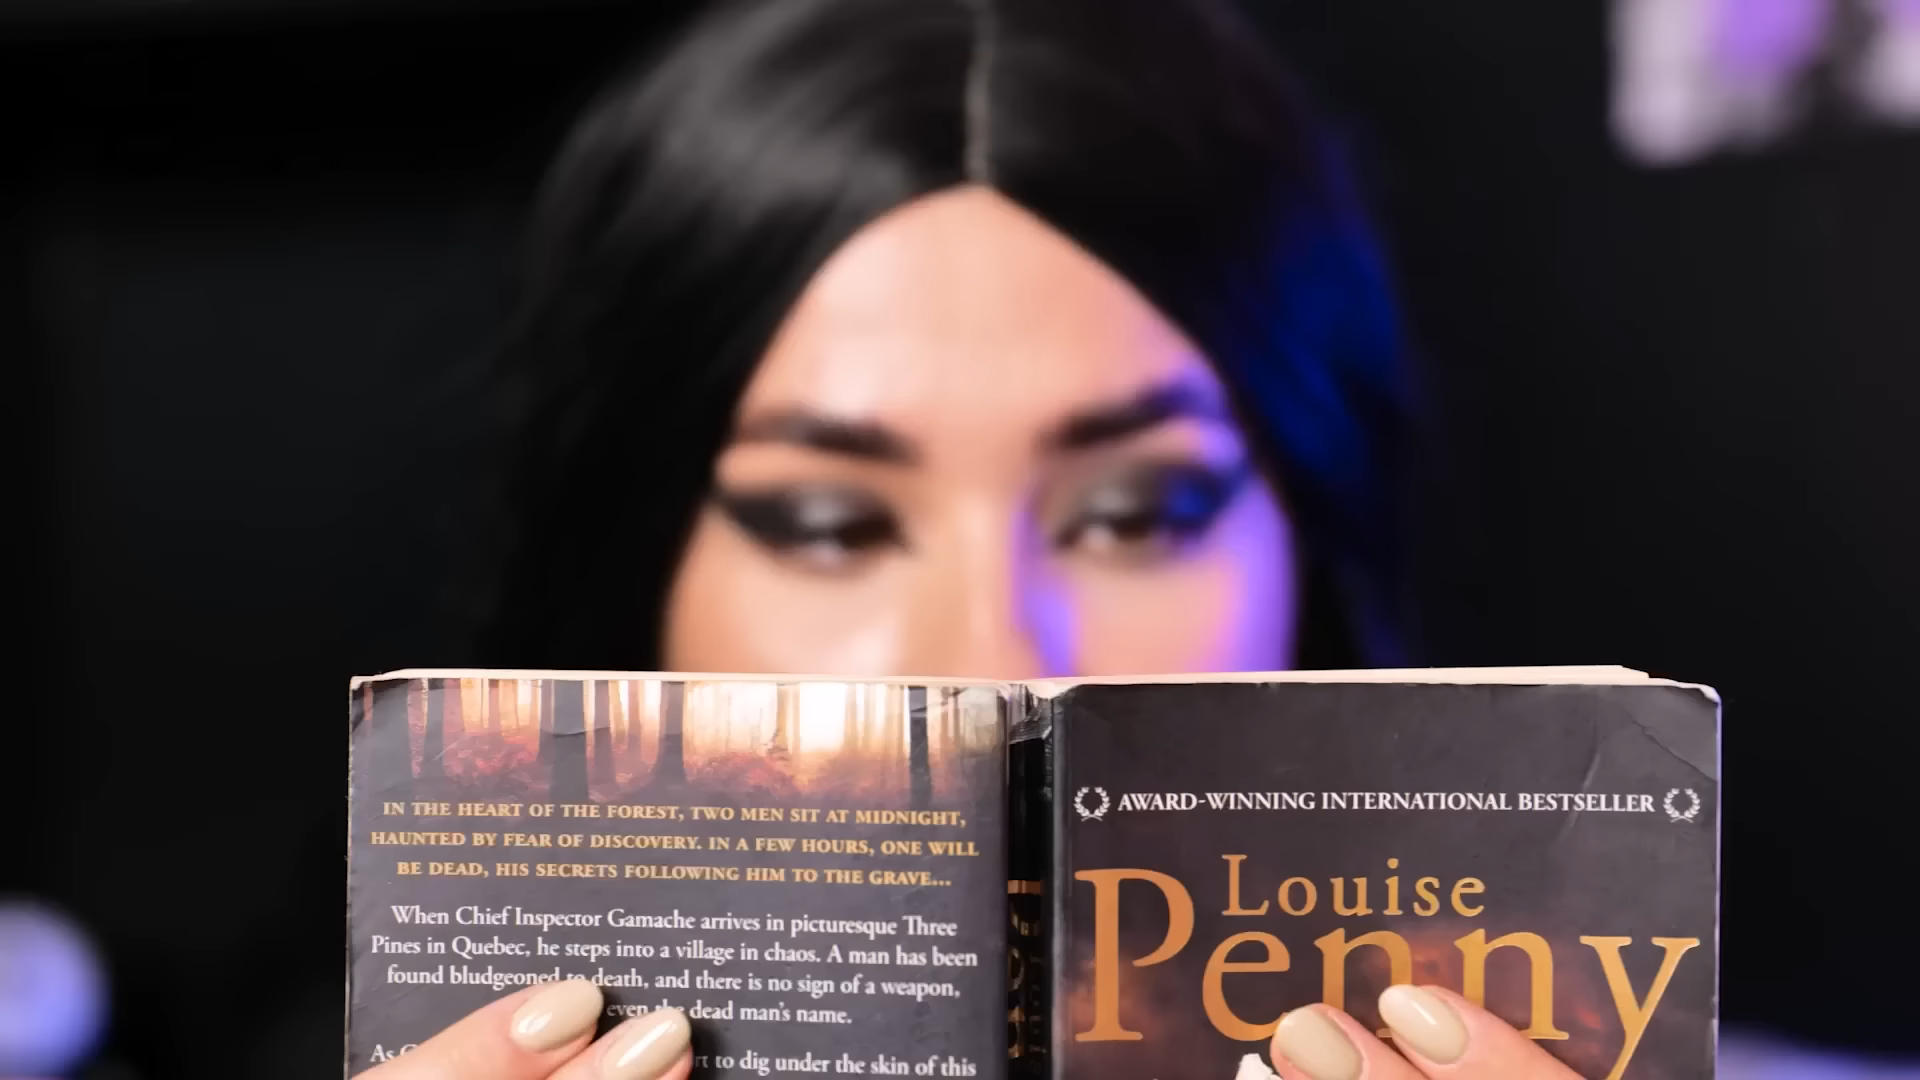 IN THE HEART OF THE FOREST, TWO MEN SIT AT MIDNIGHT,
HAUNTED BY FEAR OF DISCOVERY. IN A FEW HOURS, ONE WILL
BE DEAD, HIS SECRETS FOLLOWING HIM TO THE GRAVE...
When Chief Inspector Gamache arrives in picturesque Three
Pines in Quebec, he steps into a village in chaos. A man has been
found bludgeoned to death, and there is no sign of a weapon,
even the dead man's name.
As to dig under the skin of this
AWARD-WINNING INTERNATIONAL BESTSELLER
Louise
Penny